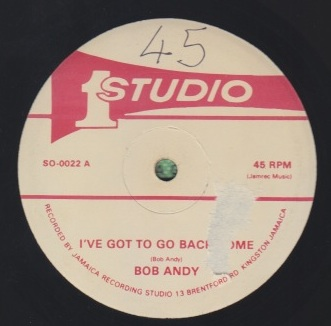 45
1 STUDIO
SO-0022 A
45 RPM
(Jamrec Music)
I'VE GOT TO GO BACK OME
(Bob Andy)
BOB ANDY
RECORDED BY JAMAICA RECORDING STUDIO 13 BRENTFORD RD KINGSTON JAMAICA